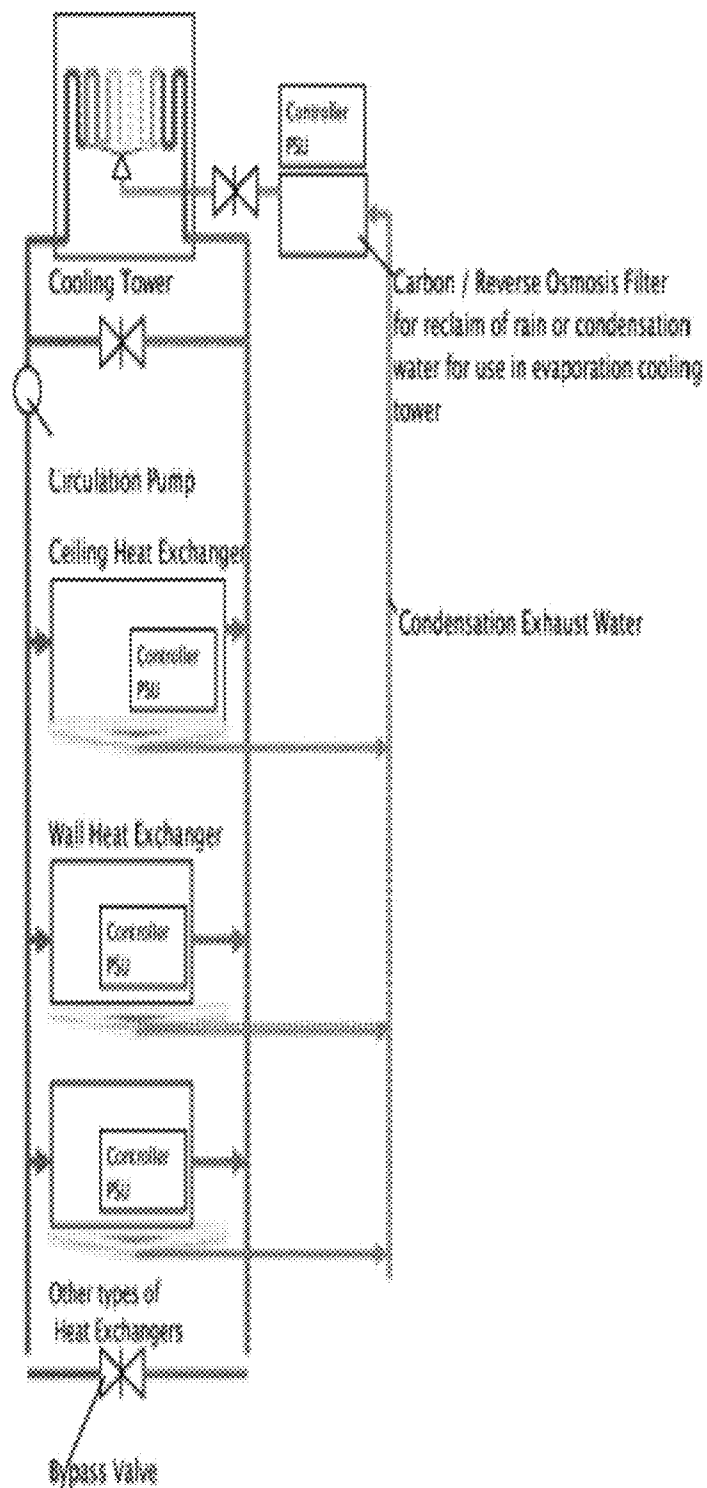 Controller
PSU
Cooling Tower
Carbon / Reverse Osmosis Filter
for reclaim of rain or condensation
water for use in evaporation cooling
tower
Circulation Pump
Ceiling Heat Exchanger
Controller
PSU
Condensation Exhaust Water
Wall Heat Exchanger
Controller
PSU
Controller
PSU
Other types of
Heat Exchangers
Bypass Valve